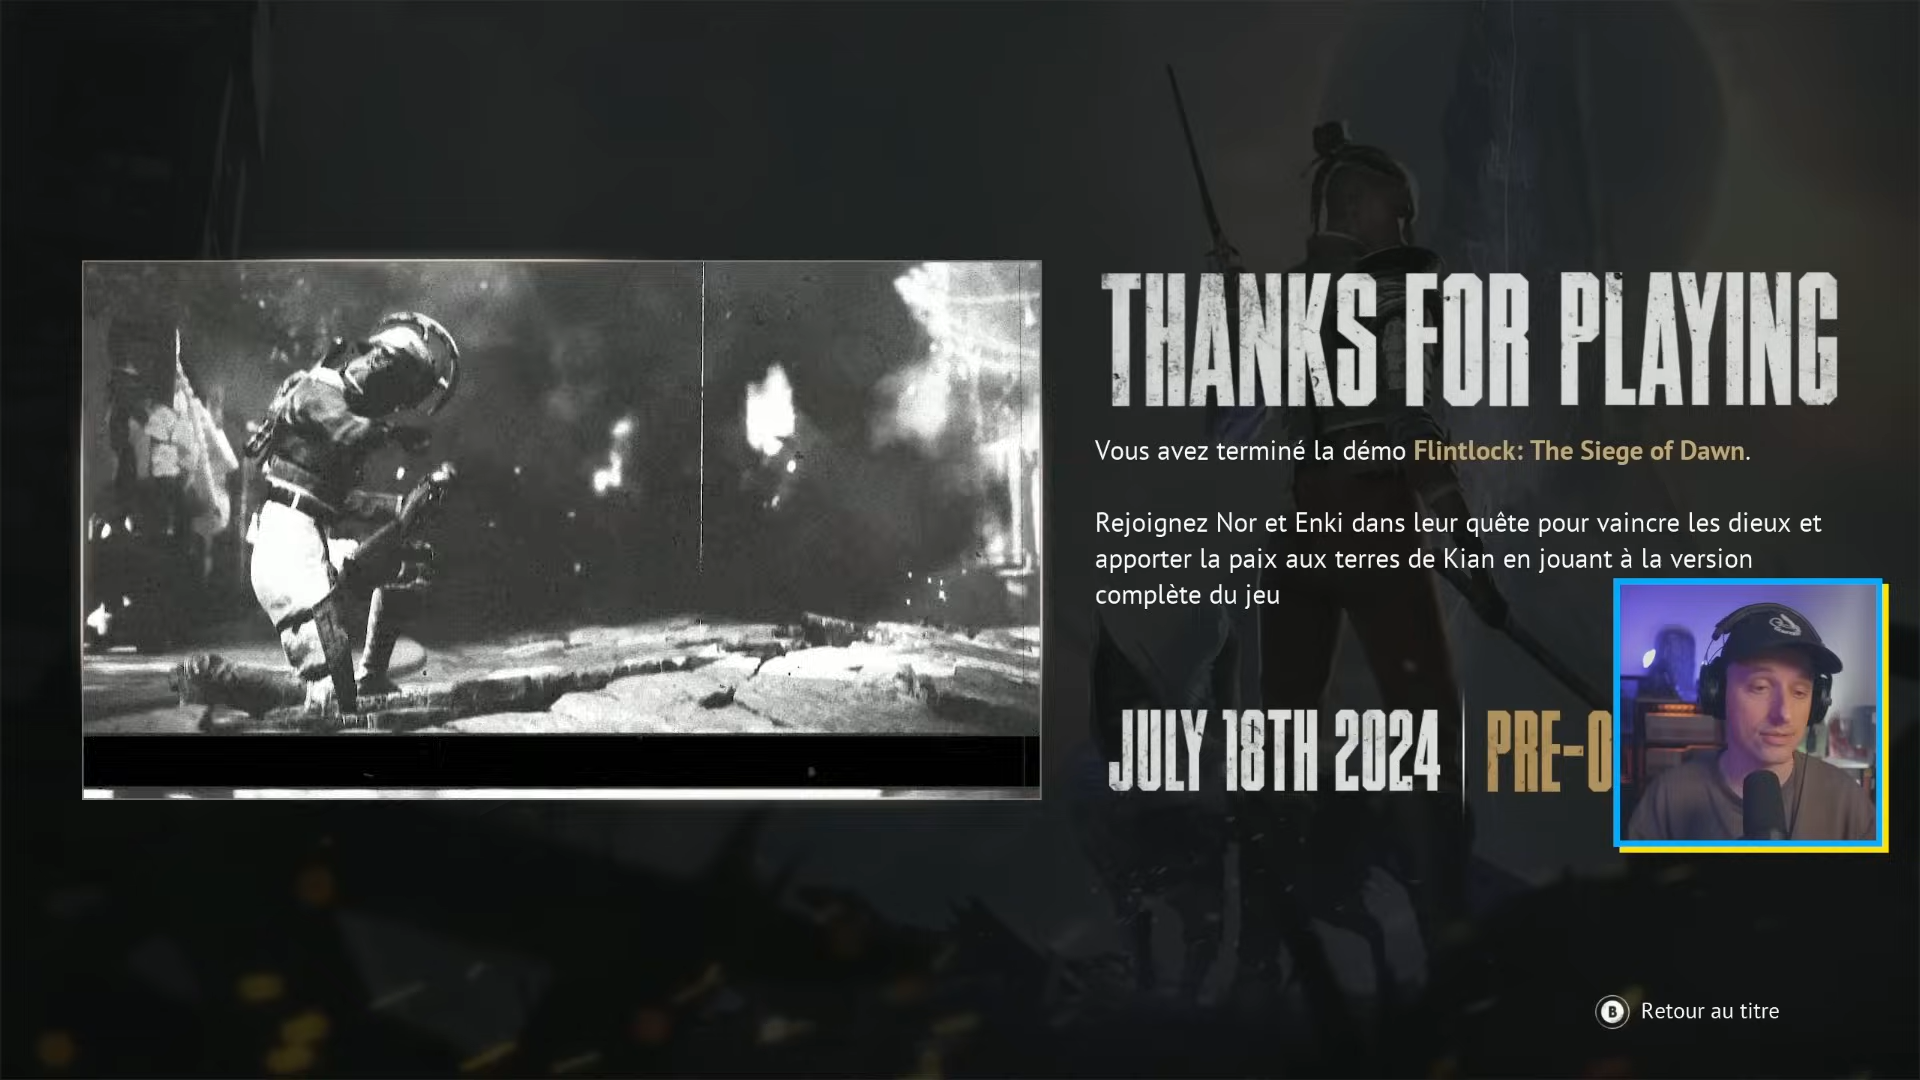 THANKS FOR PLAYING
Vous avez terminé la démo Flintlock: The Siege of Dawn.
Rejoignez Nor et Enki dans leur quête pour vaincre les dieux et
apporter la paix aux terres de Kian en jouant à la version
complète du jeu
JULY 18TH 2024
B Retour au titre